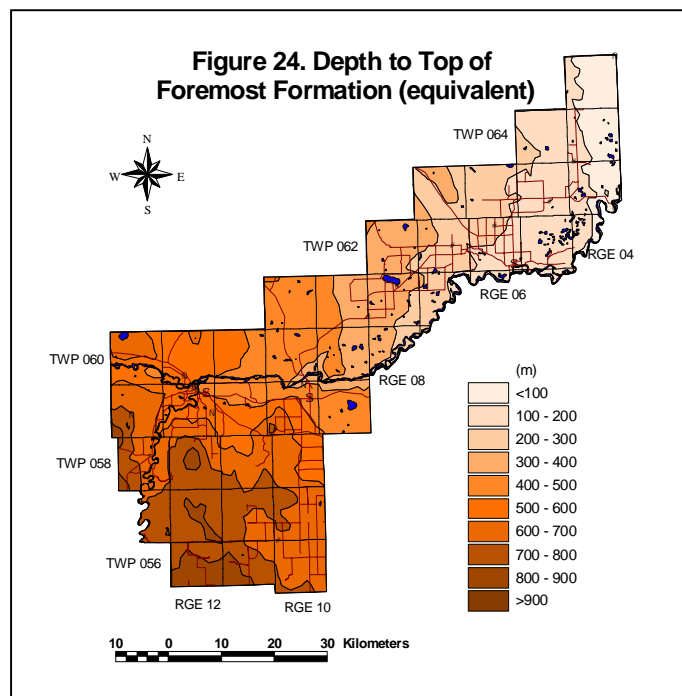 Figure 24. Depth to Top of
Foremost Formation (equivalent)
N
W E
S
TWP 064
TWP 062
RGE 04
RGE 06
TWP 060
RGE 08
TWP 058
TWP 056
RGE 12
RGE 10
(m)
<100
100 - 200
200 - 300
300 - 400
400 - 500
500 - 600
600 - 700
700 - 800
800 - 900
>900
10 0 10 20 30 Kilometers